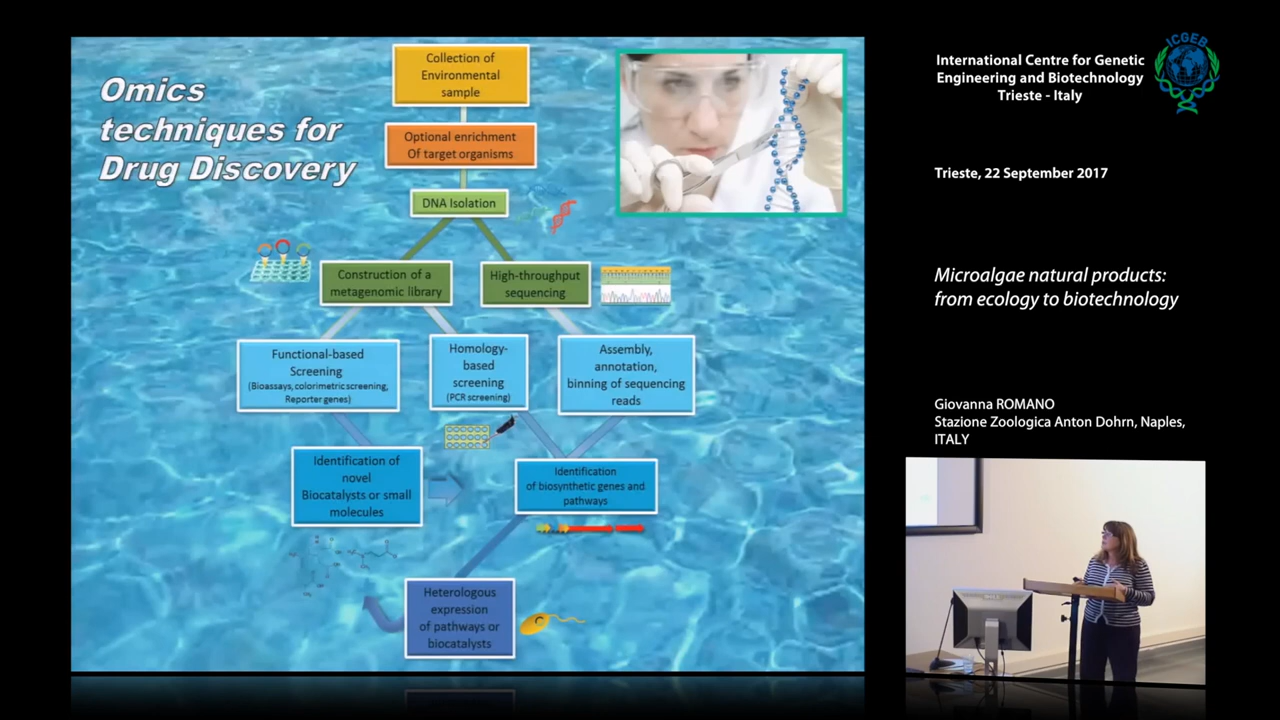 Omics
techniques for
Drug Discovery
Collection of
Environmental
sample
Optional enrichment
Of target organisms
DNA Isolation
Construction of a
metagenomic library
High-throughput
sequencing
Functional-based
Screening
(Bioassays, colorimetric screening,
Reporter genes)
Homology-
based
screening
(PCR screening)
Assembly,
annotation,
binning of sequencing
reads
Identification of
novel
Biocatalysts or small
molecules
Identification
of biosynthetic genes and
pathways
Heterologous
expression
of pathways or
biocatalysts
International Centre for Genetic
Engineering and Biotechnology
Trieste - Italy
ICGEB
Trieste, 22 September 2017
Microalgae natural products:
from ecology to biotechnology
Giovanna ROMANO
Stazione Zoologica Anton Dohrn, Naples,
ITALY